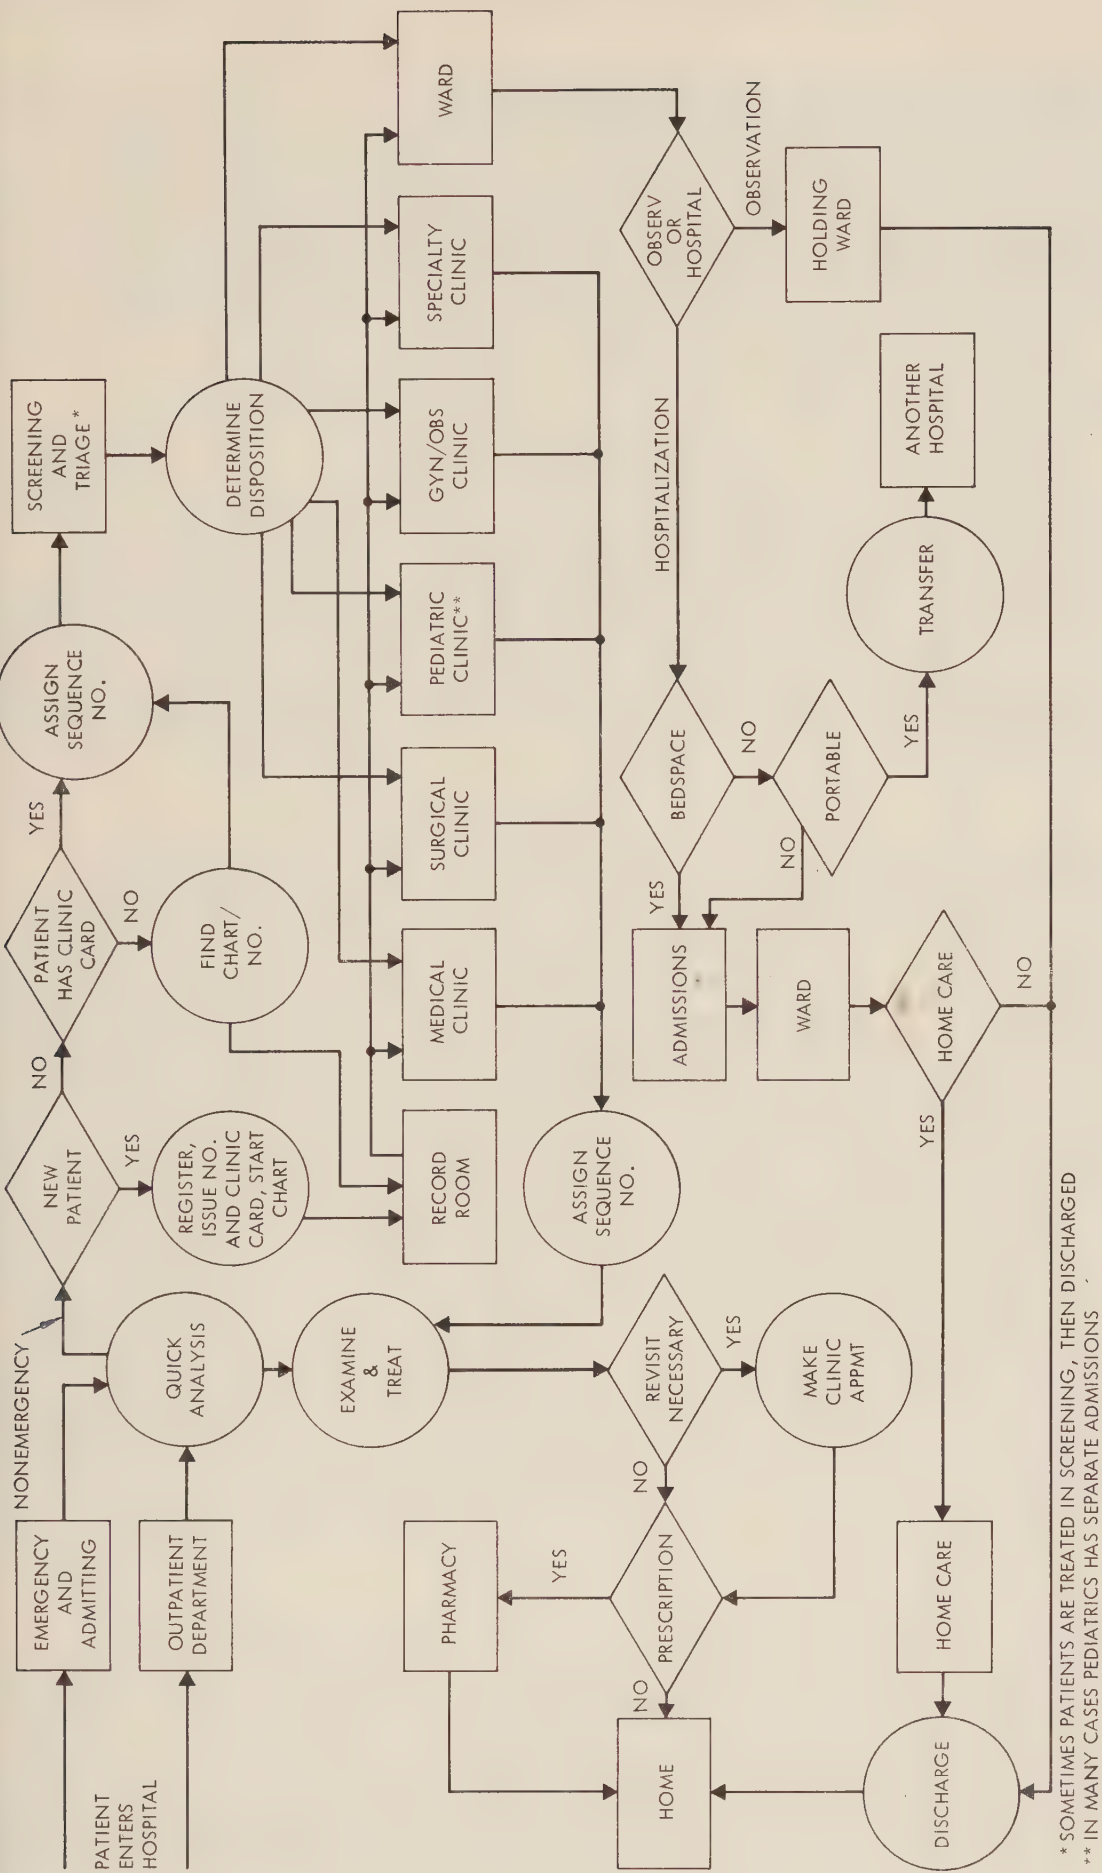 PATIENT
ENTERS
HOSPITAL
EMERGENCY
AND
ADMITTING
OUTPATIENT
DEPARTMENT
NONEMERGENCY
QUICK
ANALYSIS
NEW
PATIENT
NO
YES
REGISTER,
ISSUE NO.
AND CLINIC
CARD, START
CHART
PATIENT
HAS CLINIC
CARD
YES
NO
FIND
CHART/
NO.
ASSIGN
SEQUENCE
NO.
SCREENING
AND
TRIAGE*
DETERMINE
DISPOSITION
EXAMINE
&
TREAT
RECORD
ROOM
MEDICAL
CLINIC
SURGICAL
CLINIC
PEDIATRIC
CLINIC**
GYN/OBS
CLINIC
SPECIALTY
CLINIC
WARD
PHARMACY
YES
ASSIGN
SEQUENCE
NO.
HOME
NO
PRESCRIPTION
NO
REVISIT
NECESSARY
YES
MAKE
CLINIC
APPMT
ADMISSIONS
YES
BEDSPACE
NO
HOSPITALIZATION
OBSERV
OR
HOSPITAL
OBSERVATION
HOLDING
WARD
WARD
NO
PORTABLE
YES
TRANSFER
ANOTHER
HOSPITAL
DISCHARGE
HOME CARE
YES
HOME CARE
NO
* SOMETIMES PATIENTS ARE TREATED IN SCREENING, THEN DISCHARGED
** IN MANY CASES PEDIATRICS HAS SEPARATE ADMISSIONS